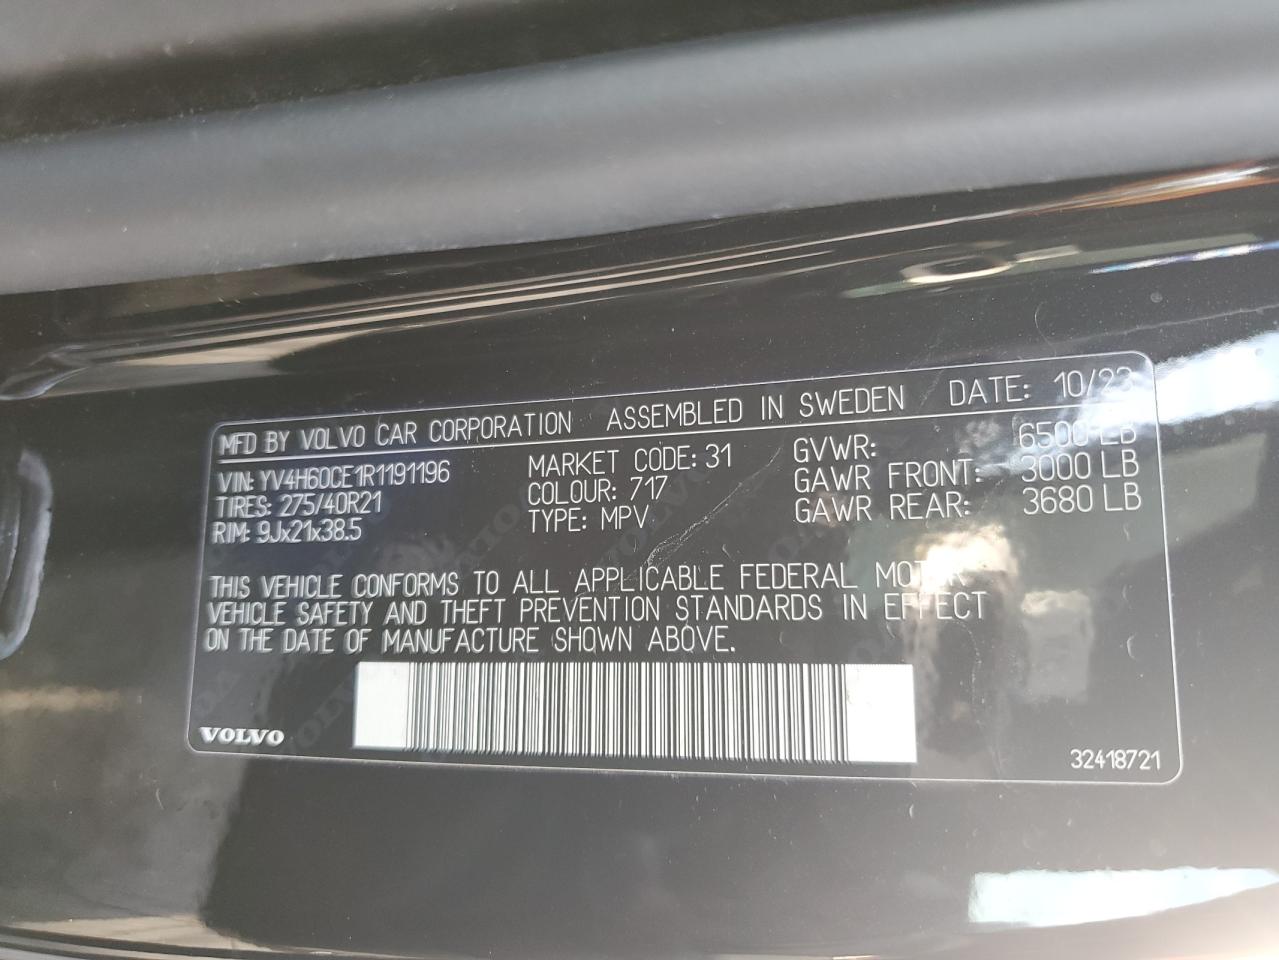 MFD BY VOLVO CAR CORPORATION ASSEMBLED IN SWEDEN DATE: 10/23
VIN: YV4H60CE1R1191196 MARKET CODE: 31 GVWR: 6500 LB
TIRES: 275/40R21 COLOUR: 717 GAWR FRONT: 3000 LB
RIM: 9Jx21x38.5 TYPE: MPV GAWR REAR: 3680 LB
THIS VEHICLE CONFORMS TO ALL APPLICABLE FEDERAL MOTOR
VEHICLE SAFETY AND THEFT PREVENTION STANDARDS IN EFFECT
ON THE DATE OF MANUFACTURE SHOWN ABOVE.
VOLVO 32418721